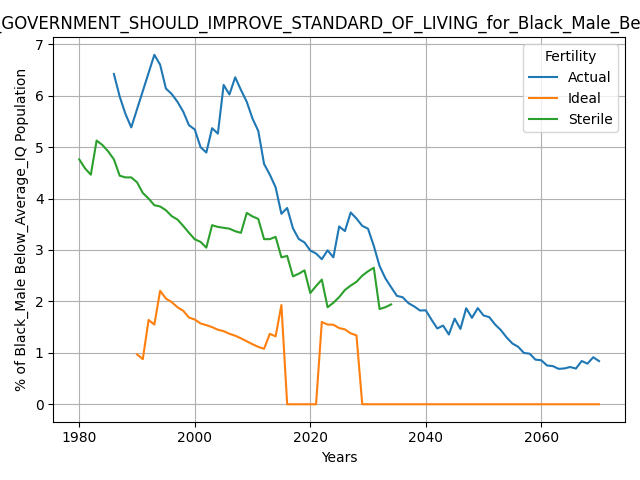 _GOVERNMENT_SHOULD_IMPROVE_STANDARD_OF_LIVING_for_Black_Male_Be
% of Black_Male Below_Average_IQ Population
7
6
5
4
3
2
1
0
1980
2000
2020
2040
2060
Years
Fertility
Actual
Ideal
Sterile